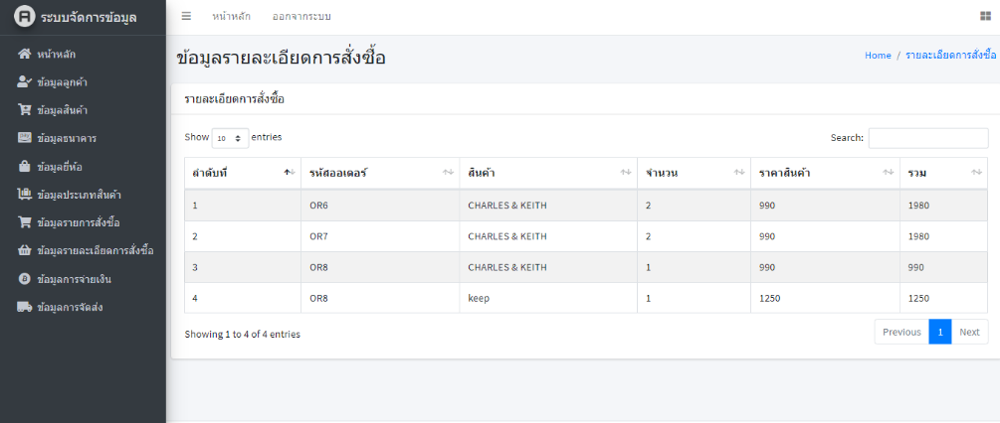 ระบบจัดการข้อมูล
หน้าหลัก
ออกจากระบบ
หน้าหลัก
ข้อมูลลูกค้า
ข้อมูลสินค้า
ข้อมูลธนาคาร
ข้อมูลยี่ห้อ
ข้อมูลประเภทสินค้า
ข้อมูลรายการสั่งซื้อ
ข้อมูลรายละเอียดการสั่งซื้อ
ข้อมูลการจ่ายเงิน
ข้อมูลการจัดส่ง
ข้อมูลรายละเอียดการสั่งซื้อ
Home / รายละเอียดการสั่งซื้อ
รายละเอียดการสั่งซื้อ
Show 10 entries
Search:
ลำดับที่ รหัสออเดอร์ สินค้า จำนวน ราคาสินค้า รวม
1 OR6 CHARLES & KEITH 2 990 1980
2 OR7 CHARLES & KEITH 2 990 1980
3 OR8 CHARLES & KEITH 1 990 990
4 OR8 keep 1 1250 1250
Showing 1 to 4 of 4 entries
Previous 1 Next